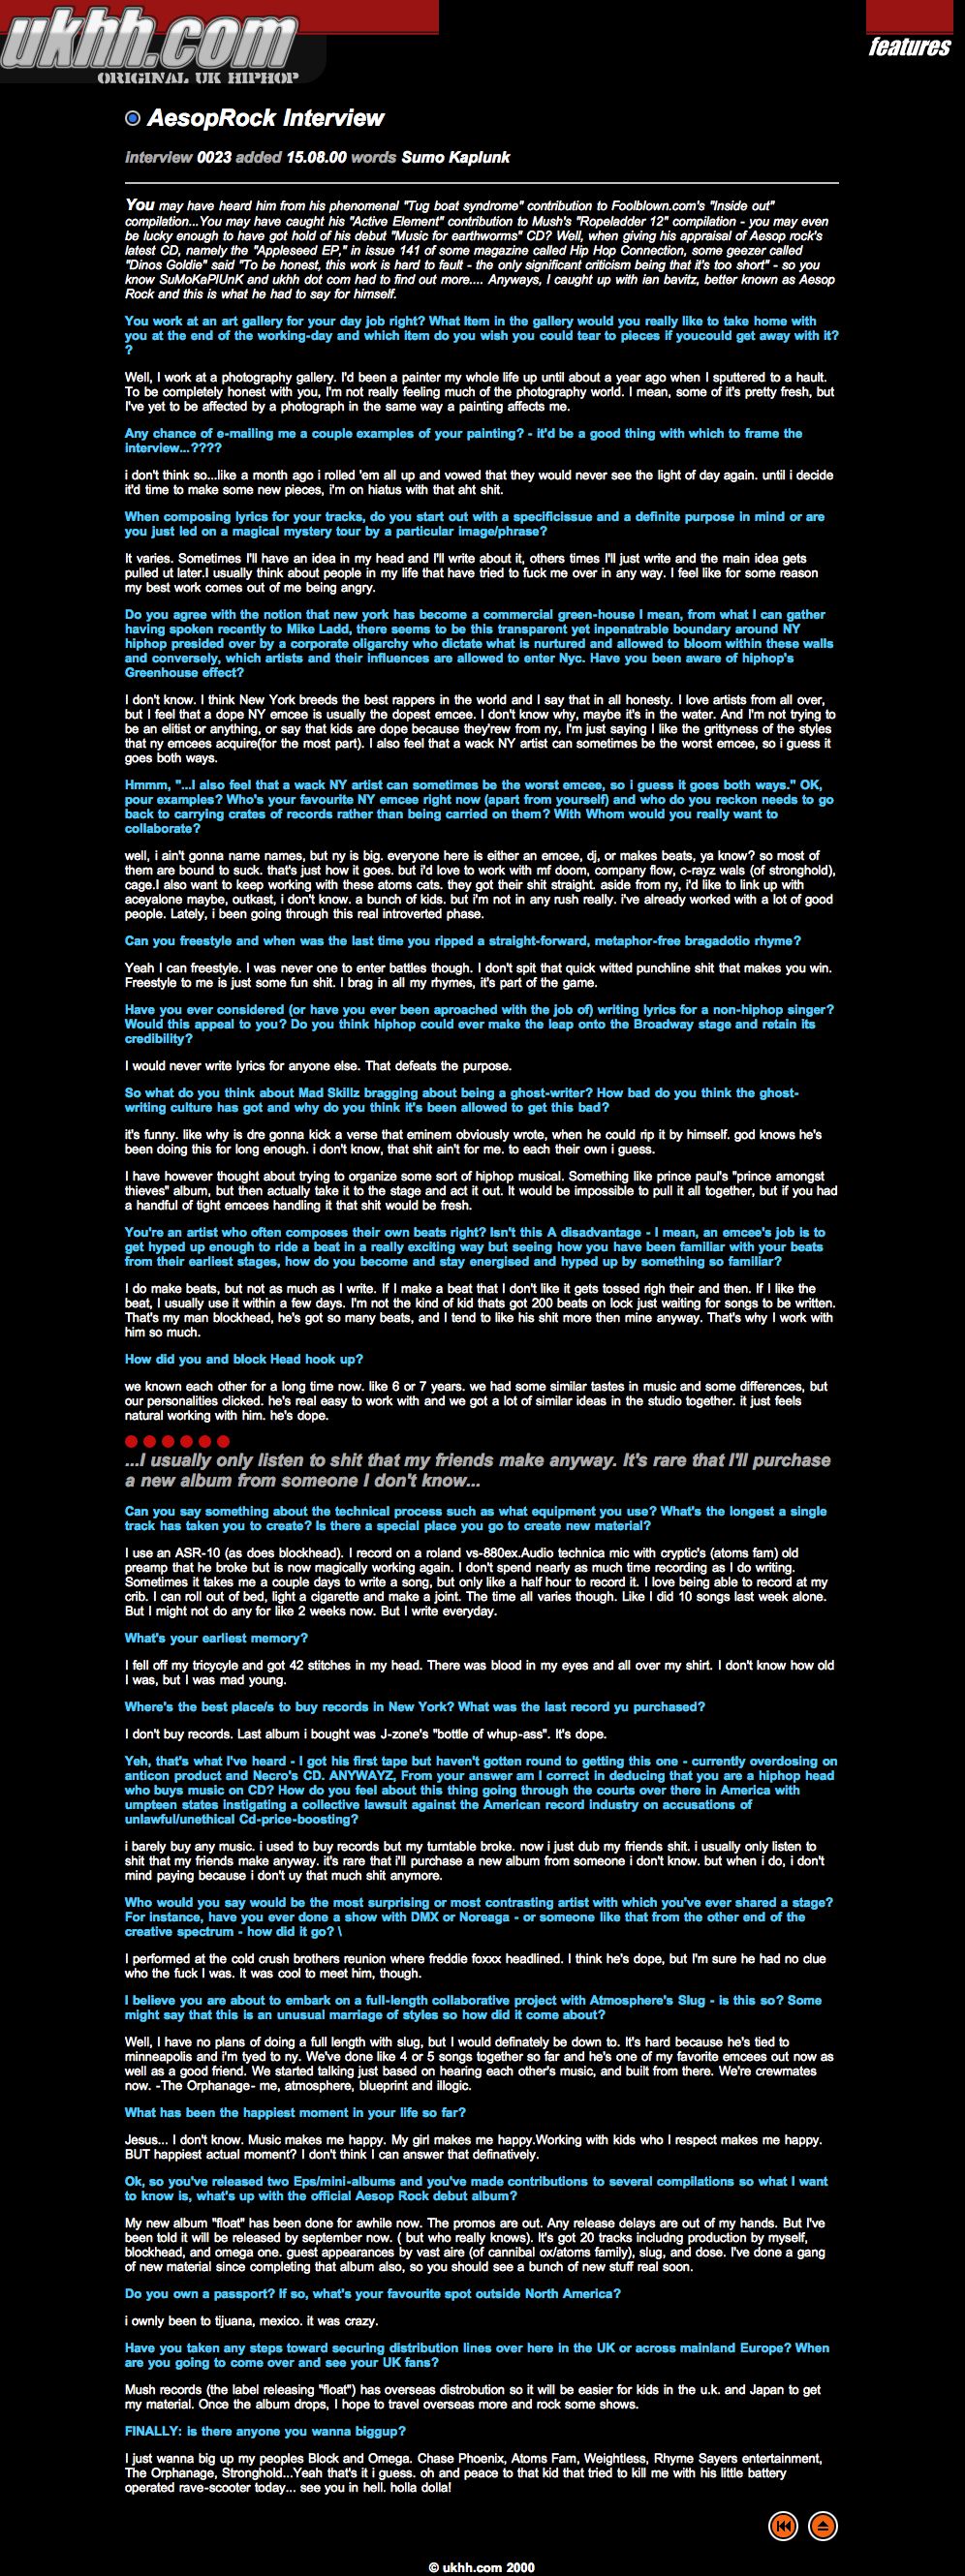 ukhh.com
ORIGINAL UK HIPHOP
features
AesopRock Interview
interview 0023 added 15.08.00 words Sumo Kaplunk
You may have heard him from his phenomenal "Tug boat syndrome" contribution to Foolblown.com's "Inside out"
compilation...You may have caught his "Active Element" contribution to Mush's "Ropeladder 12" compilation - you may even
be lucky enough to have got hold of his debut "Music for earthworms" CD? Well, when giving his appraisal of Aesop rock's
latest CD, namely the "Appleseed EP," in issue 141 of some magazine called Hip Hop Connection, some geezer called
"Dinos Goldie" said "To be honest, this work is hard to fault - the only significant criticism being that it's too short" - so you
know SuMoKaPlUnK and ukhh dot com had to find out more.... Anyways, I caught up with ian bavitz, better known as Aesop
Rock and this is what he had to say for himself.
You work at an art gallery for your day job right? What Item in the gallery would you really like to take home with
you at the end of the working-day and which item do you wish you could tear to pieces if youcould get away with it?
?
Well, I work at a photography gallery. I'd been a painter my whole life up until about a year ago when I sputtered to a hault.
To be completely honest with you, I'm not really feeling much of the photography world. I mean, some of it's pretty fresh, but
I've yet to be affected by a photograph in the same way a painting affects me.
Any chance of e-mailing me a couple examples of your painting? - it'd be a good thing with which to frame the
interview...????
i don't think so...like a month ago i rolled 'em all up and vowed that they would never see the light of day again. until i decide
it'd time to make some new pieces, i'm on hiatus with that aht shit.
When composing lyrics for your tracks, do you start out with a specificissue and a definite purpose in mind or are
you just led on a magical mystery tour by a particular image/phrase?
It varies. Sometimes I'll have an idea in my head and I'll write about it, others times I'll just write and the main idea gets
pulled ut later.I usually think about people in my life that have tried to fuck me over in any way. I feel like for some reason
my best work comes out of me being angry.
Do you agree with the notion that new york has become a commercial green-house I mean, from what I can gather
having spoken recently to Mike Ladd, there seems to be this transparent yet inpenatrable boundary around NY
hiphop presided over by a corporate oligarchy who dictate what is nurtured and allowed to bloom within these walls
and conversely, which artists and their influences are allowed to enter Nyc. Have you been aware of hiphop's
Greenhouse effect?
I don't know. I think New York breeds the best rappers in the world and I say that in all honesty. I love artists from all over,
but I feel that a dope NY emcee is usually the dopest emcee. I don't know why, maybe it's in the water. And I'm not trying to
be an elitist or anything, or say that kids are dope because they'rew from ny, I'm just saying I like the grittyness of the styles
that ny emcees acquire(for the most part). I also feel that a wack NY artist can sometimes be the worst emcee, so i guess it
goes both ways.
Hmmm, "...I also feel that a wack NY artist can sometimes be the worst emcee, so i guess it goes both ways." OK,
pour examples? Who's your favourite NY emcee right now (apart from yourself) and who do you reckon needs to go
back to carrying crates of records rather than being carried on them? With Whom would you really want to
collaborate?
well, i ain't gonna name names, but ny is big. everyone here is either an emcee, dj, or makes beats, ya know? so most of
them are bound to suck. that's just how it goes. but i'd love to work with mf doom, company flow, c-rayz wals (of stronghold),
cage.I also want to keep working with these atoms cats. they got their shit straight. aside from ny, i'd like to link up with
aceyalone maybe, outkast, i don't know. a bunch of kids. but i'm not in any rush really. i've already worked with a lot of good
people. Lately, i been going through this real introverted phase.
Can you freestyle and when was the last time you ripped a straight-forward, metaphor-free bragadotio rhyme?
Yeah I can freestyle. I was never one to enter battles though. I don't spit that quick witted punchline shit that makes you win.
Freestyle to me is just some fun shit. I brag in all my rhymes, it's part of the game.
Have you ever considered (or have you ever been aproached with the job of) writing lyrics for a non-hiphop singer?
Would this appeal to you? Do you think hiphop could ever make the leap onto the Broadway stage and retain its
credibility?
I would never write lyrics for anyone else. That defeats the purpose.
So what do you think about Mad Skillz bragging about being a ghost-writer? How bad do you think the ghost-
writing culture has got and why do you think it's been allowed to get this bad?
it's funny. like why is dre gonna kick a verse that eminem obviously wrote, when he could rip it by himself. god knows he's
been doing this for long enough. i don't know, that shit ain't for me. to each their own i guess.
I have however thought about trying to organize some sort of hiphop musical. Something like prince paul's "prince amongst
thieves" album, but then actually take it to the stage and act it out. It would be impossible to pull it all together, but if you had
a handful of tight emcees handling it that shit would be fresh.
You're an artist who often composes their own beats right? Isn't this A disadvantage - I mean, an emcee's job is to
get hyped up enough to ride a beat in a really exciting way but seeing how you have been familiar with your beats
from their earliest stages, how do you become and stay energised and hyped up by something so familiar?
I do make beats, but not as much as I write. If I make a beat that I don't like it gets tossed righ their and then. If I like the
beat, I usually use it within a few days. I'm not the kind of kid thats got 200 beats on lock just waiting for songs to be written.
That's my man blockhead, he's got so many beats, and I tend to like his shit more then mine anyway. That's why I work with
him so much.
How did you and block Head hook up?
we known each other for a long time now. like 6 or 7 years. we had some similar tastes in music and some differences, but
our personalities clicked. he's real easy to work with and we got a lot of similar ideas in the studio together. it just feels
natural working with him. he's dope.
...I usually only listen to shit that my friends make anyway. It's rare that I'll purchase
a new album from someone I don't know...
Can you say something about the technical process such as what equipment you use? What's the longest a single
track has taken you to create? Is there a special place you go to create new material?
I use an ASR-10 (as does blockhead). I record on a roland vs-880ex.Audio technica mic with cryptic's (atoms fam) old
preamp that he broke but is now magically working again. I don't spend nearly as much time recording as I do writing.
Sometimes it takes me a couple days to write a song, but only like a half hour to record it. I love being able to record at my
crib. I can roll out of bed, light a cigarette and make a joint. The time all varies though. Like I did 10 songs last week alone.
But I might not do any for like 2 weeks now. But I write everyday.
What's your earliest memory?
I fell off my tricycyle and got 42 stitches in my head. There was blood in my eyes and all over my shirt. I don't know how old
I was, but I was mad young.
Where's the best place/s to buy records in New York? What was the last record yu purchased?
I don't buy records. Last album i bought was J-zone's "bottle of whup-ass". It's dope.
Yeh, that's what I've heard - I got his first tape but haven't gotten round to getting this one - currently overdosing on
anticon product and Necro's CD. ANYWAYZ, From your answer am I correct in deducing that you are a hiphop head
who buys music on CD? How do you feel about this thing going through the courts over there in America with
umpteen states instigating a collective lawsuit against the American record industry on accusations of
unlawful/unethical Cd-price-boosting?
i barely buy any music. i used to buy records but my turntable broke. now i just dub my friends shit. i usually only listen to
shit that my friends make anyway. it's rare that i'll purchase a new album from someone i don't know. but when i do, i don't
mind paying because i don't uy that much shit anymore.
Who would you say would be the most surprising or most contrasting artist with which you've ever shared a stage?
For instance, have you ever done a show with DMX or Noreaga - or someone like that from the other end of the
creative spectrum - how did it go? \
I performed at the cold crush brothers reunion where freddie foxxx headlined. I think he's dope, but I'm sure he had no clue
who the fuck I was. It was cool to meet him, though.
I believe you are about to embark on a full-length collaborative project with Atmosphere's Slug - is this so? Some
might say that this is an unusual marriage of styles so how did it come about?
Well, I have no plans of doing a full length with slug, but I would definately be down to. It's hard because he's tied to
minneapolis and i'm tyed to ny. We've done like 4 or 5 songs together so far and he's one of my favorite emcees out now as
well as a good friend. We started talking just based on hearing each other's music, and built from there. We're crewmates
now. -The Orphanage- me, atmosphere, blueprint and illogic.
What has been the happiest moment in your life so far?
Jesus... I don't know. Music makes me happy. My girl makes me happy.Working with kids who I respect makes me happy.
BUT happiest actual moment? I don't think I can answer that definatively.
Ok, so you've released two Eps/mini-albums and you've made contributions to several compilations so what I want
to know is, what's up with the official Aesop Rock debut album?
My new album "float" has been done for awhile now. The promos are out. Any release delays are out of my hands. But I've
been told it will be released by september now. ( but who really knows). It's got 20 tracks includng production by myself,
blockhead, and omega one. guest appearances by vast aire (of cannibal ox/atoms family), slug, and dose. I've done a gang
of new material since completing that album also, so you should see a bunch of new stuff real soon.
Do you own a passport? If so, what's your favourite spot outside North America?
i ownly been to tijuana, mexico. it was crazy.
Have you taken any steps toward securing distribution lines over here in the UK or across mainland Europe? When
are you going to come over and see your UK fans?
Mush records (the label releasing "float") has overseas distrobution so it will be easier for kids in the u.k. and Japan to get
my material. Once the album drops, I hope to travel overseas more and rock some shows.
FINALLY: is there anyone you wanna biggup?
I just wanna big up my peoples Block and Omega. Chase Phoenix, Atoms Fam, Weightless, Rhyme Sayers entertainment,
The Orphanage, Stronghold...Yeah that's it i guess. oh and peace to that kid that tried to kill me with his little battery
operated rave-scooter today... see you in hell. holla dolla!
© ukhh.com 2000